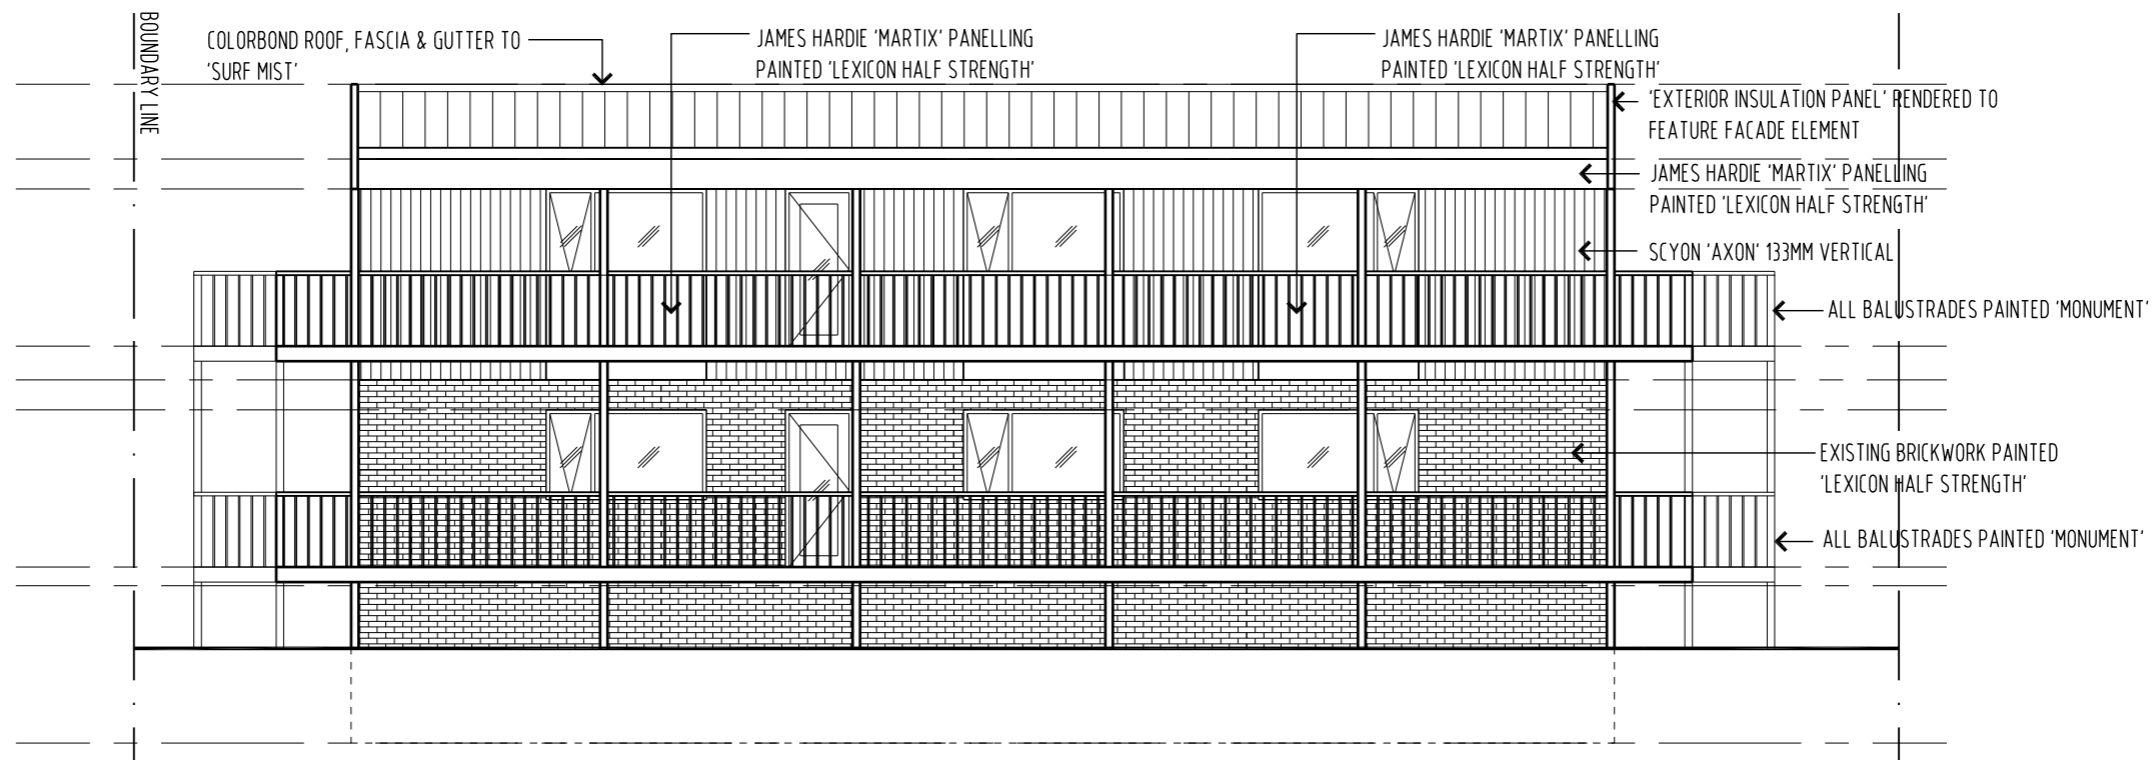 BOUNDARY LINE
COLORBOND ROOF, FASCIA & GUTTER TO
'SURF MIST'
JAMES HARDIE 'MARTIX' PANELLING
PAINTED 'LEXICON HALF STRENGTH'
JAMES HARDIE 'MARTIX' PANELLING
PAINTED 'LEXICON HALF STRENGTH'
'EXTERIOR INSULATION PANEL' RENDERED TO
FEATURE FACADE ELEMENT
JAMES HARDIE 'MARTIX' PANELLING
PAINTED 'LEXICON HALF STRENGTH'
SCYON 'AXON' 133MM VERTICAL
ALL BALUSTRADES PAINTED 'MONUMENT'
EXISTING BRICKWORK PAINTED
'LEXICON HALF STRENGTH'
ALL BALUSTRADES PAINTED 'MONUMENT'